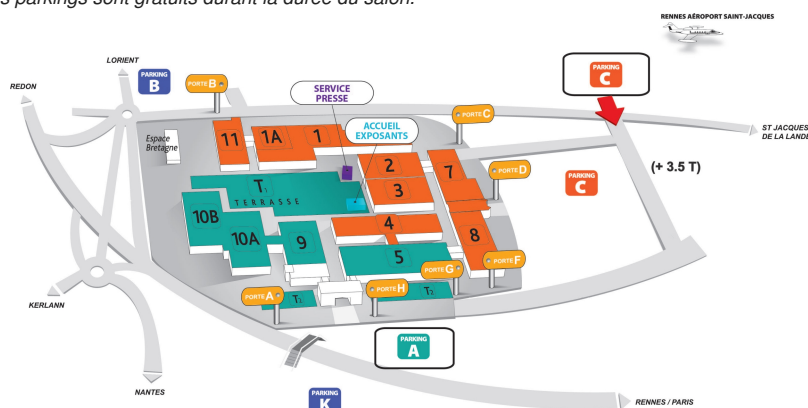 s parkings sont gratuits durant la durée du salon.
RENNES AÉROPORT SAINT-JACQUES
LORIENT
PARKING
B
PORTE B
REDON
SERVICE
PRESSE
PARKING
C
ACCUEIL
EXPOSANTS
PORTE C
ST JACQUES
DE LA LANDE
Espace
Bretagne
11
1A
1
2
7
PORTE D
(+ 3.5 T)
PARKING
C
T1
TERRASSE
3
10B
10A
9
4
8
5
PORTE F
PORTE G
PORTE A
T2
PORTE H
T2
KERLANN
PARKING
A
NANTES
PARKING
K
RENNES / PARIS